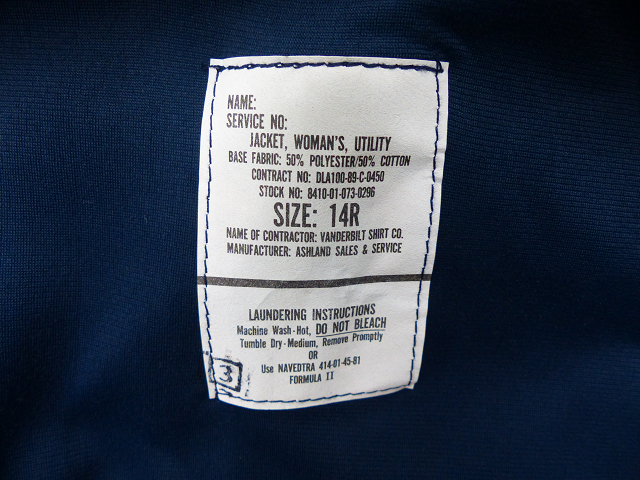 NAME:
SERVICE NO:
JACKET, WOMAN'S, UTILITY
BASE FABRIC: 50% POLYESTER/50% COTTON
CONTRACT NO: DLA100-89-C-0450
STOCK NO: 8410-01-073-0296
SIZE: 14R
NAME OF CONTRACTOR: VANDERBILT SHIRT CO.
MANUFACTURER: ASHLAND SALES & SERVICE
LAUNDERING INSTRUCTIONS
Machine Wash-Hot, DO NOT BLEACH
Tumble Dry-Medium, Remove Promptly
OR
Use NAVEDTRA 414-01-45-81
FORMULA II
3